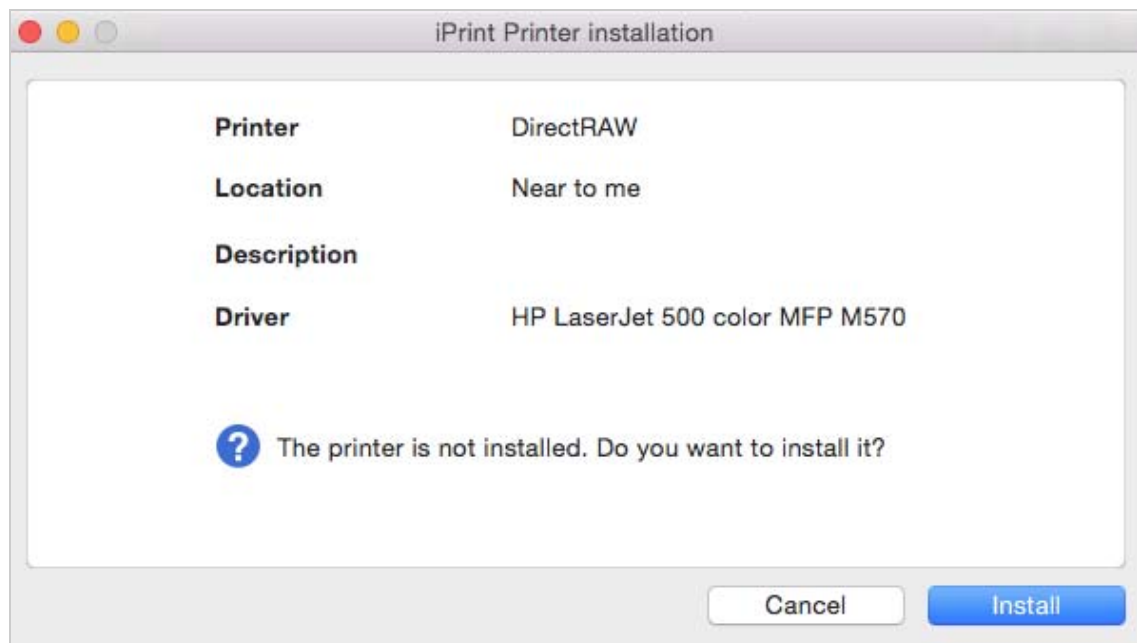 iPrint Printer installation
Printer DirectRAW
Location Near to me
Description
Driver HP LaserJet 500 color MFP M570
? The printer is not installed. Do you want to install it?
Cancel Install